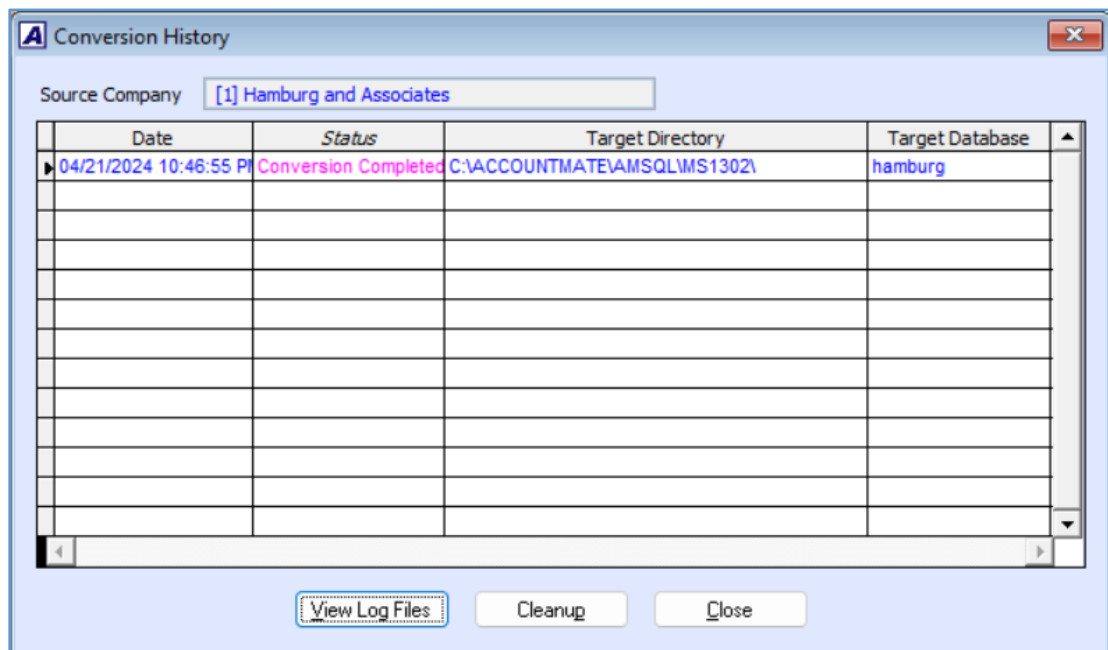 Conversion History
Source Company [1] Hamburg and Associates
Date Status Target Directory Target Database
04/21/2024 10:46:55 PM Conversion Completed C:\ACCOUNTMATE\AMSQL\MS1302\ hamburg
View Log Files Cleanup Close